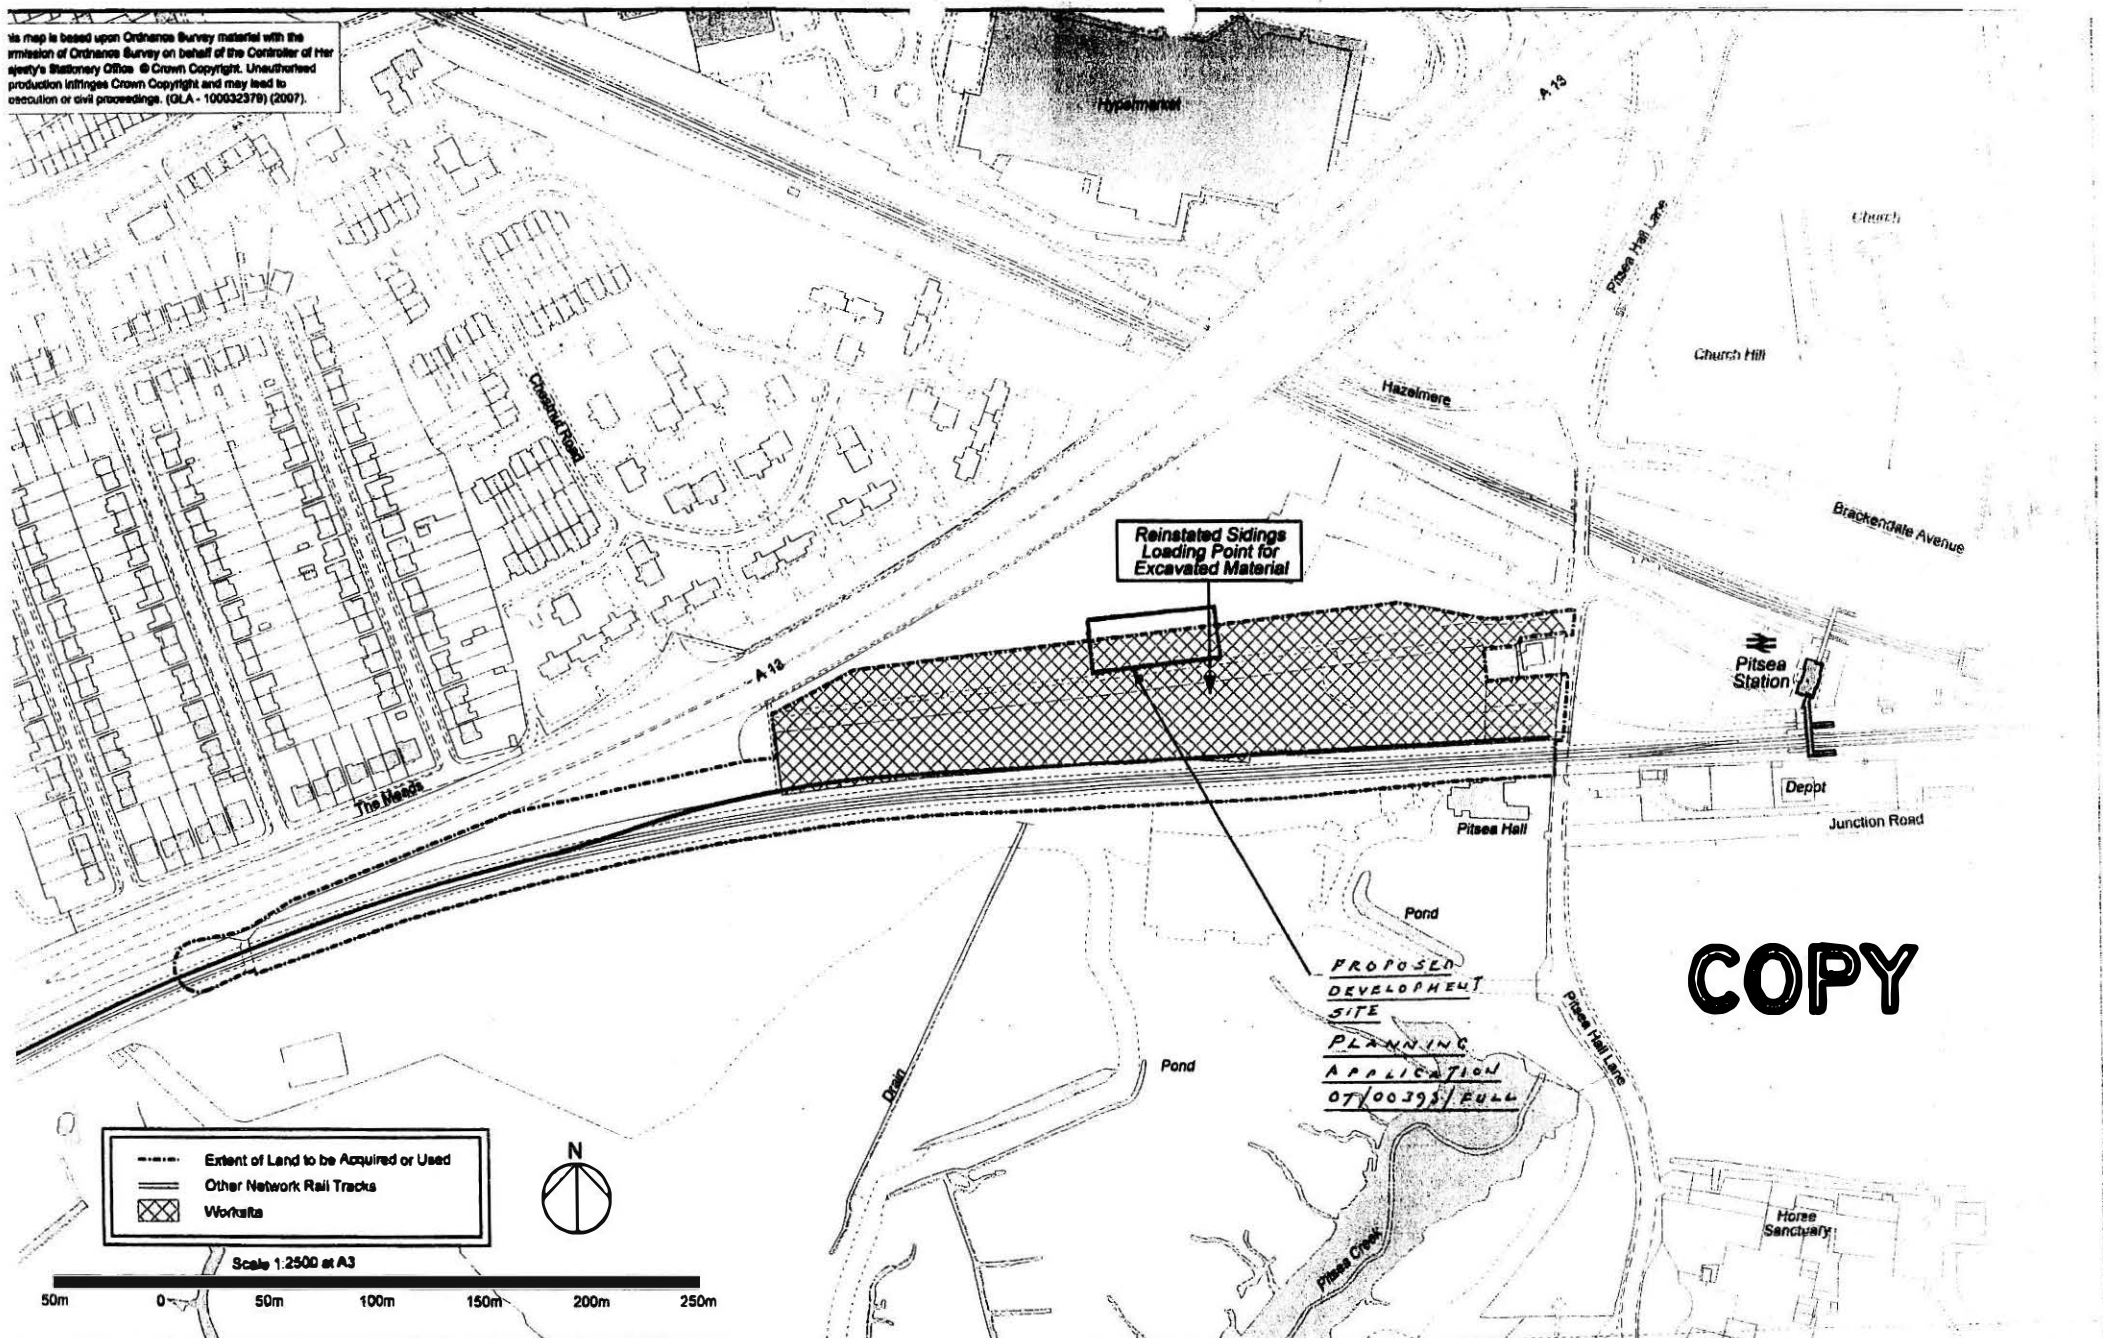 his map is based upon Ordnance Survey material with the
ermission of Ordnance Survey on behalf of the Controller of Her
ajesty's Stationery Office © Crown Copyright. Unauthorised
production infringes Crown Copyright and may lead to
osecution or civil proceedings. (GLA - 100032379) (2007).
Hypermarket
A 13
Pitsea Hall Lane
Church
Church Hill
Hazelmere
Chestnut Road
Brackendale Avenue
Reinstated Sidings
Loading Point for
Excavated Material
Pitsea
Station
A 13
The Meads
Depot
Junction Road
Pitsea Hall
Pond
PROPOSED
DEVELOPMENT
SITE
PLANNING
APPLICATION
COPY
Pitsea Hall Lane
Pond
Drain
Pitsea Creek
Horse
Sanctuary
Extent of Land to be Acquired or Used
Other Network Rail Tracks
Worksite
N
Scale 1:2500 at A3
50m 0 50m 100m 150m 200m 250m